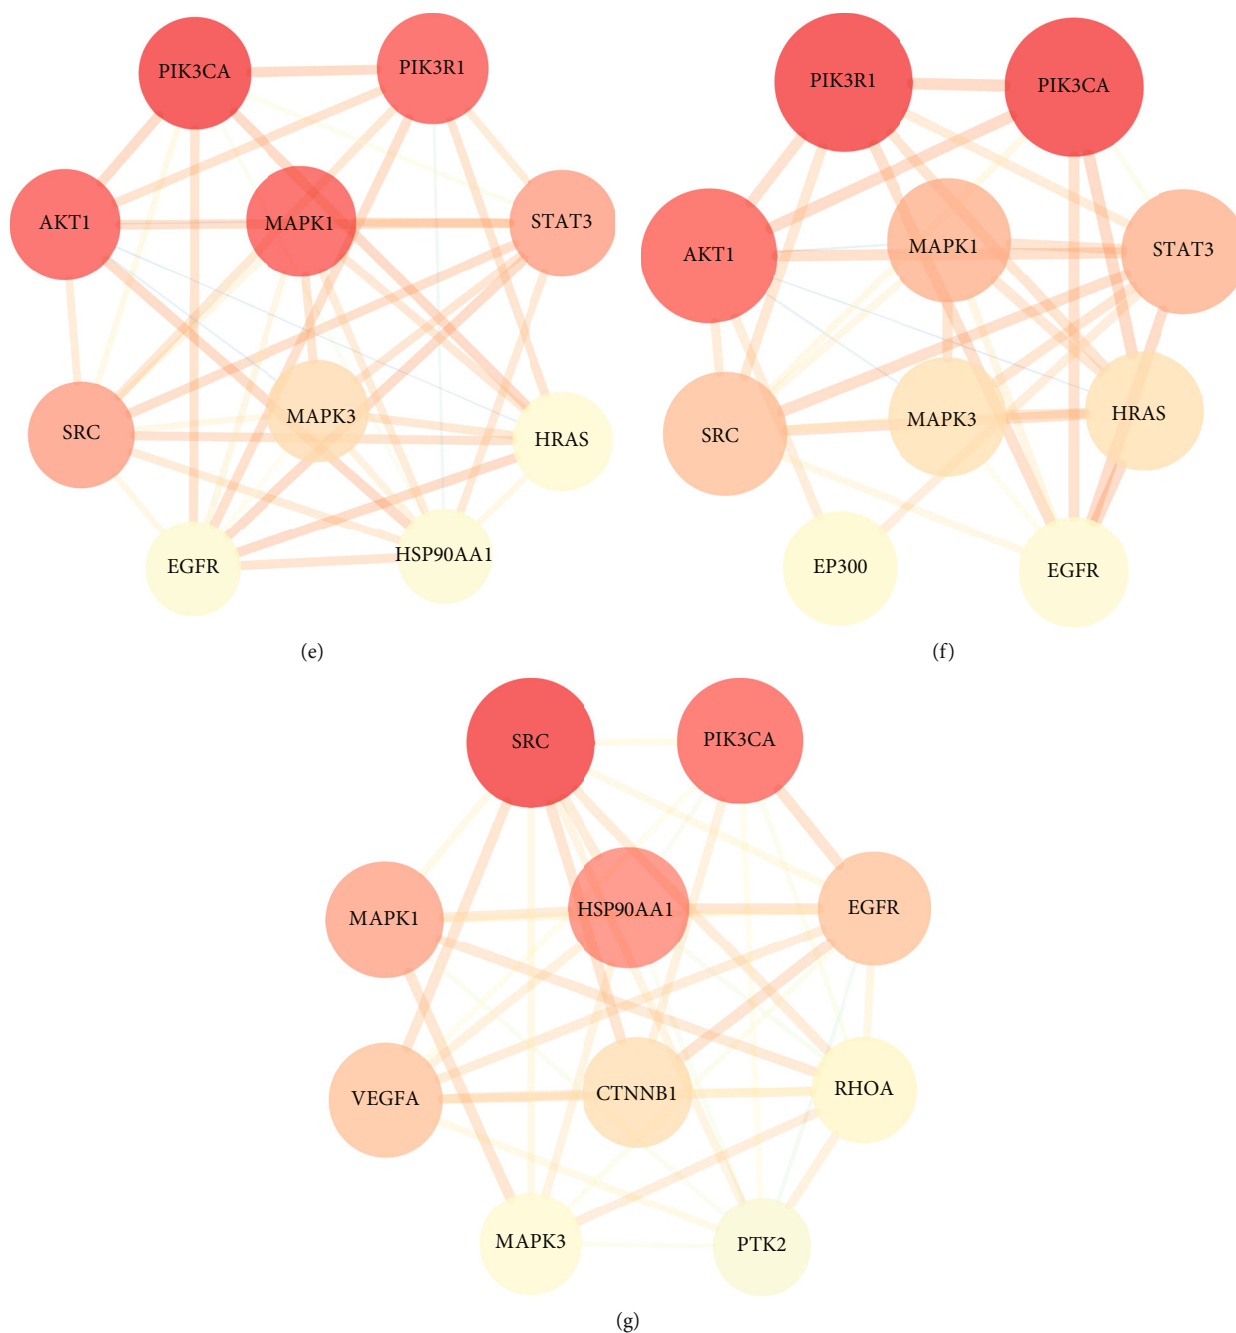 PIK3CA
PIK3R1
AKT1
MAPK1
STAT3
SRC
MAPK3
HRAS
EGFR
HSP90AA1
(e)
PIK3R1
PIK3CA
AKT1
MAPK1
STAT3
SRC
MAPK3
HRAS
EP300
EGFR
(f)
SRC
PIK3CA
MAPK1
HSP90AA1
EGFR
VEGFA
CTNNB1
RHOA
MAPK3
PTK2
(g)